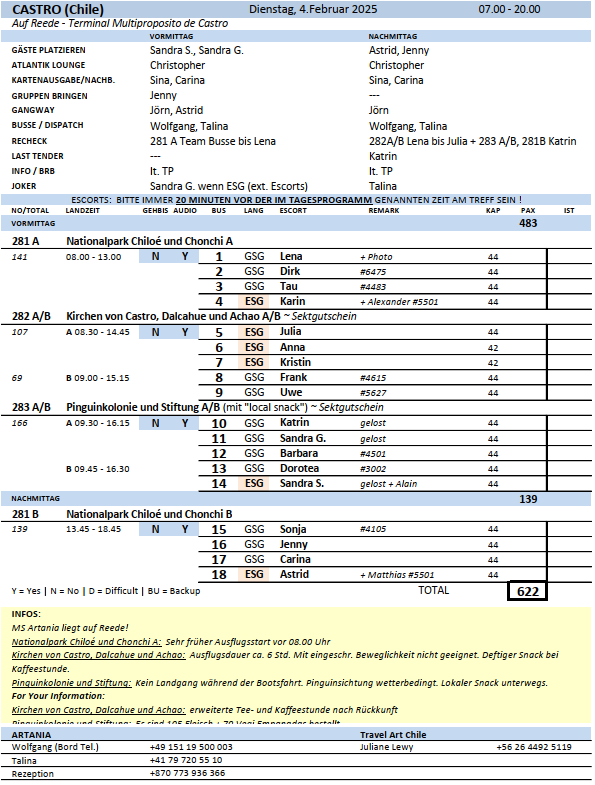 CASTRO (Chile) Dienstag, 4.Februar 2025 07.00 - 20.00
Auf Reede - Terminal Multiproposito de Castro
VORMITTAG NACHMITTAG
GÄSTE PLATZIEREN Sandra S., Sandra G. Astrid, Jenny
ATLANTIK LOUNGE Christopher Christopher
KARTENAUSGABE/NACHB. Sina, Carina Sina, Carina
GRUPPEN BRINGEN Jenny ---
GANGWAY Jörn, Astrid Jörn
BUSSE / DISPATCH Wolfgang, Talina Wolfgang, Talina
RECHECK 281 A Team Busse bis Lena 282A/B Lena bis Julia + 283 A/B, 281B Katrin
LAST TENDER --- Katrin
INFO / BRB lt. TP lt. TP
JOKER Sandra G. wenn ESG (ext. Escorts) Talina
ESCORTS: BITTE IMMER 20 MINUTEN VOR DER IM TAGESPROGRAMM GENANNTEN ZEIT AM TREFF SEIN !
NO/TOTAL LANDZEIT GEHBIS AUDIO BUS LANG ESCORT REMARK KAP PAX IST
VORMITTAG 483
281 A Nationalpark Chiloé und Chonchi A
141 08.00 - 13.00 N Y 1 GSG Lena + Photo 44
2 GSG Dirk #6475 44
3 GSG Tau #4483 44
4 ESG Karin + Alexander #5501 44
282 A/B Kirchen von Castro, Dalcahue und Achao A/B ~ Sektgutschein
107 A 08.30 - 14.45 N Y 5 ESG Julia 44
6 ESG Anna 42
7 ESG Kristin 42
69 B 09.00 - 15.15 8 GSG Frank #4615 44
9 GSG Uwe #5627 44
283 A/B Pinguinkolonie und Stiftung A/B (mit "local snack") ~ Sektgutschein
166 A 09.30 - 16.15 N Y 10 GSG Katrin gelost 44
11 GSG Sandra G. gelost 44
12 GSG Barbara #4501 44
B 09.45 - 16.30 13 GSG Dorotea #3002 44
14 ESG Sandra S. gelost + Alain 44
NACHMITTAG 139
281 B Nationalpark Chiloé und Chonchi B
139 13.45 - 18.45 N Y 15 GSG Sonja #4105 44
16 GSG Jenny 44
17 GSG Carina 44
18 ESG Astrid + Matthias #5501 44
Y = Yes | N = No | D = Difficult | BU = Backup TOTAL 622
INFOS:
MS Artania liegt auf Reede!
Nationalpark Chiloé und Chonchi A: Sehr früher Ausflugsstart vor 08.00 Uhr
Kirchen von Castro, Dalcahue und Achao: Ausflugsdauer ca. 6 Std. Mit eingeschr. Beweglichkeit nicht geeignet. Deftiger Snack bei
Kaffeestunde.
Pinguinkolonie und Stiftung: Kein Landgang während der Bootsfahrt. Pinguinsichtung wetterbedingt. Lokaler Snack unterwegs.
For Your Information:
Kirchen von Castro, Dalcahue und Achao: erweiterte Tee- und Kaffeestunde nach Rückkunft
Pinguinkolonie und Stiftung: Es sind 105 Fleisch + 70 Vegi Empanadas bestellt
ARTANIA Travel Art Chile
Wolfgang (Bord Tel.) +49 151 19 500 003 Juliane Lewy +56 26 4492 5119
Talina +41 79 720 55 10
Rezeption +870 773 936 366